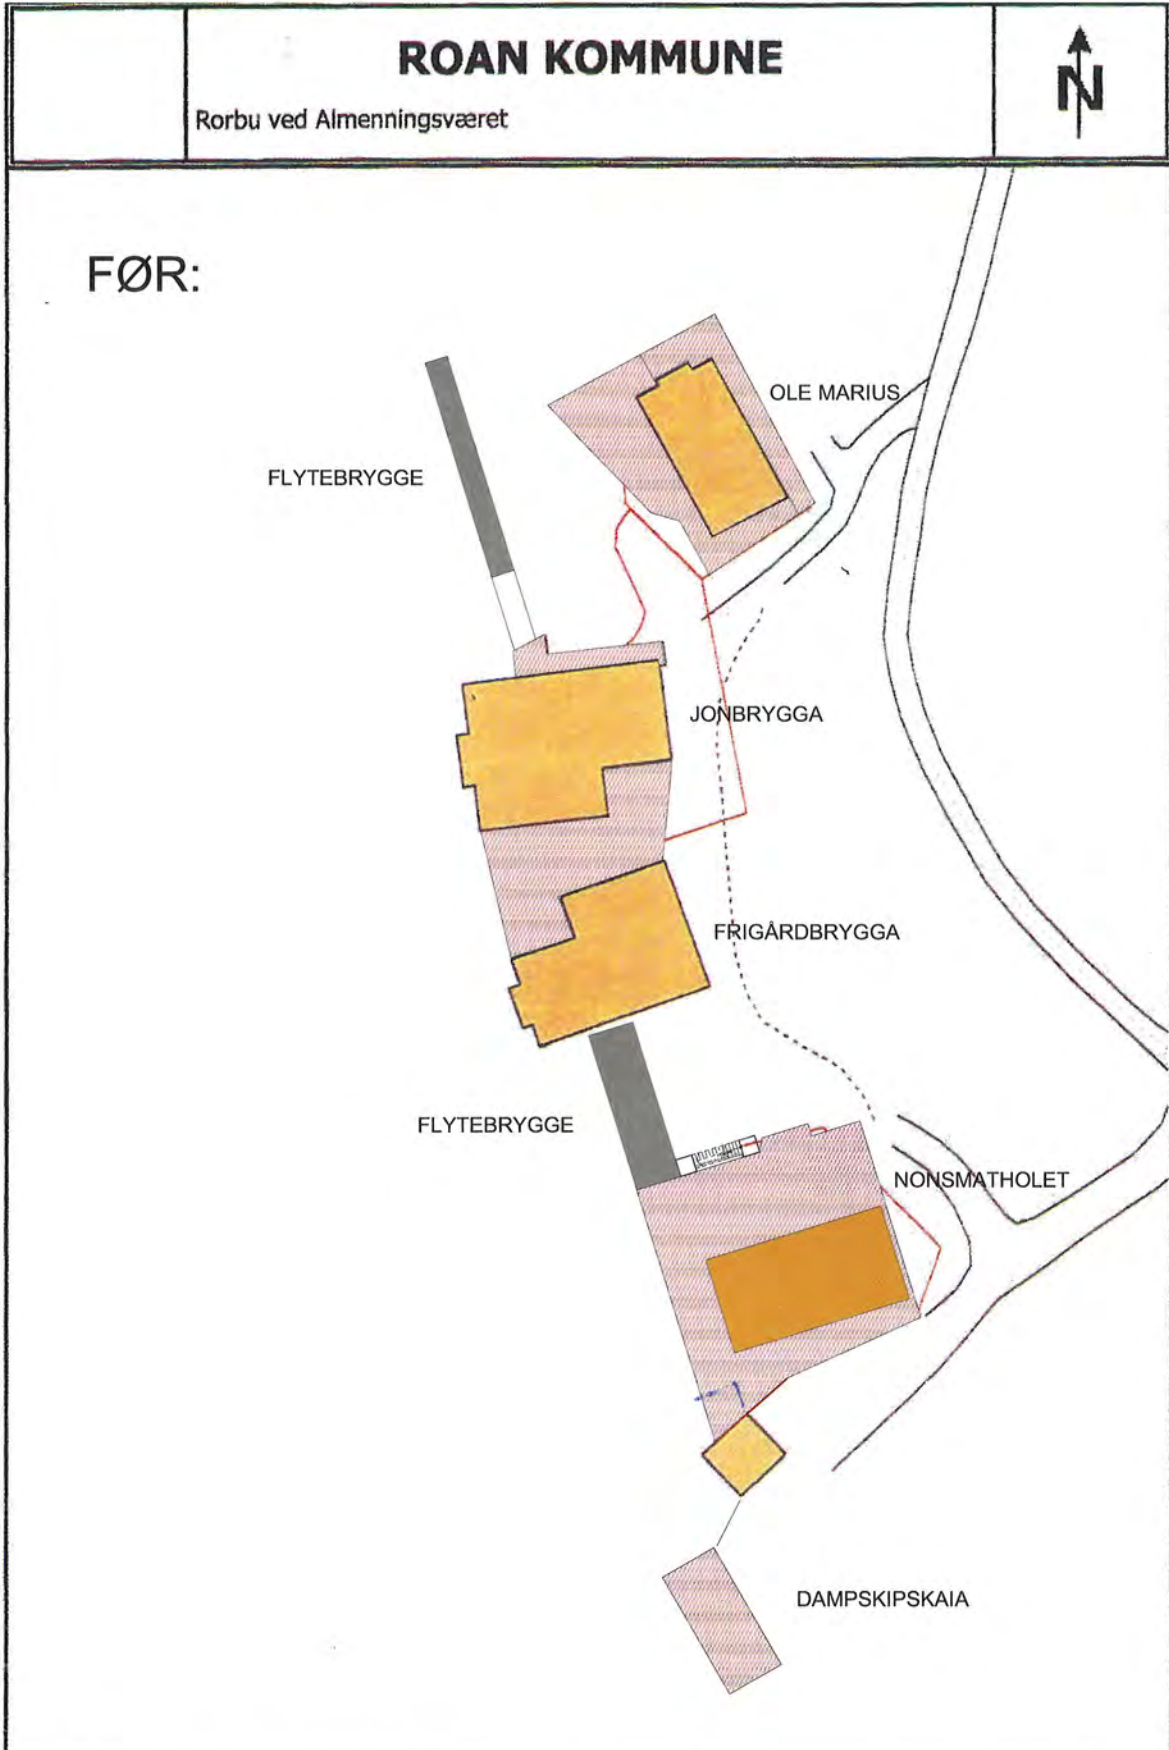 ROAN KOMMUNE
Rorbu ved Almenningsværet
N
FØR:
OLE MARIUS
FLYTEBRYGGE
JONBRYGGA
FRIGÅRDBRYGGA
FLYTEBRYGGE
NONSMATHOLET
DAMPSKIPSKAIA